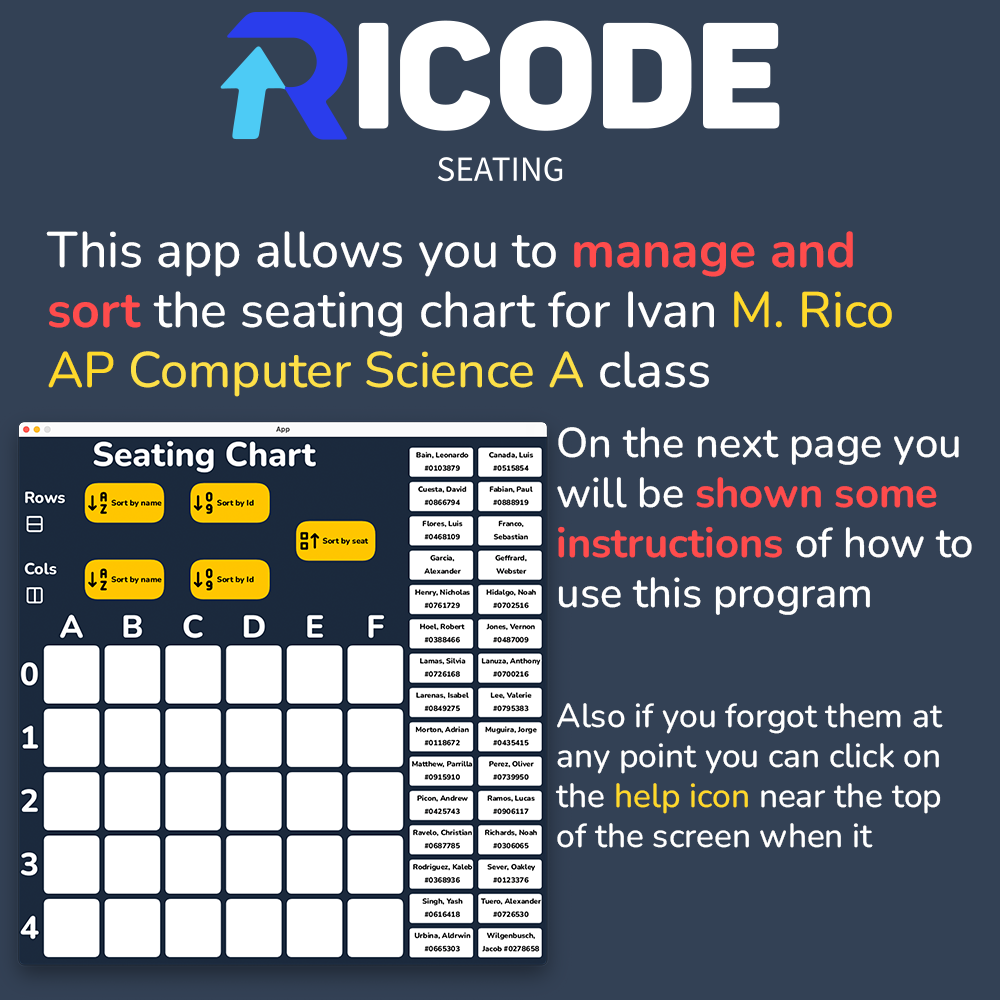 RICODE
SEATING
This app allows you to manage and
sort the seating chart for Ivan M. Rico
AP Computer Science A class
App
Seating Chart
Rows
Sort by name
Sort by Id
Sort by seat
Cols
Sort by name
Sort by Id
A B C D E F
0
1
2
3
4
Bain, Leonardo
#0103879
Canada, Luis
#0515854
Cuesta, David
#0866794
Fabian, Paul
#0888919
Flores, Luis
#0468109
Franco,
Sebastian
Garcia,
Alexander
Geffrard,
Webster
Henry, Nicholas
#0761729
Hidalgo, Noah
#0702516
Hoel, Robert
#0388466
Jones, Vernon
#0487009
Lamas, Silvia
#0726168
Lanuza, Anthony
#0700216
Larenas, Isabel
#0849275
Lee, Valerie
#0795383
Morton, Adrian
#0118672
Muguira, Jorge
#0435415
Matthew, Parrilla
#0915910
Perez, Oliver
#0739950
Picon, Andrew
#0425743
Ramos, Lucas
#0906117
Ravelo, Christian
#0687785
Richards, Noah
#0306065
Rodriguez, Kaleb
#0368936
Sever, Oakley
#0123376
Singh, Yash
#0616418
Tuero, Alexander
#0726530
Urbina, Aldrwin
#0665303
Wilgenbusch,
Jacob #0278658
On the next page you
will be shown some
instructions of how to
use this program
Also if you forgot them at
any point you can click on
the help icon near the top
of the screen when it